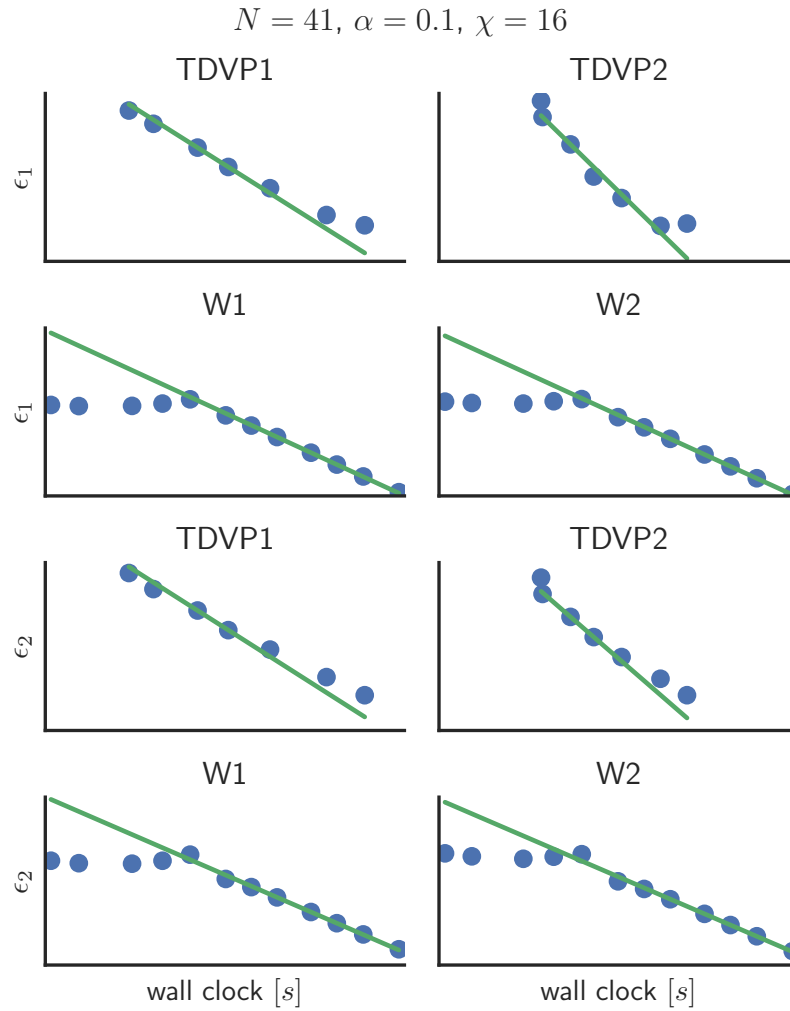 N = 41, α = 0.1, χ = 16
TDVP1 TDVP2
ϵ₁
W1 W2
ϵ₁
TDVP1 TDVP2
ϵ₂
W1 W2
ϵ₂
wall clock [s] wall clock [s]